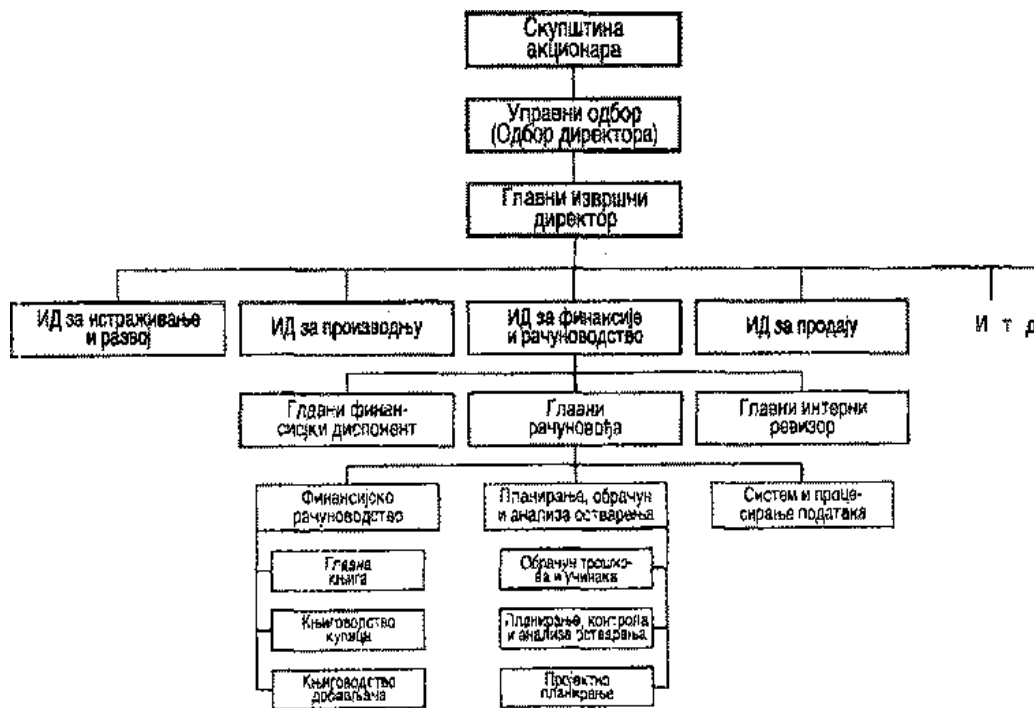 Скупштина
акционара
Управни одбор
(Одбор директора)
Главни извршни
директор
ИД за истраживање
и развој
ИД за производњу
ИД за финансије
и рачуноводство
ИД за продају
И т д
Главни финан-
сијки диспонент
Главни
рачуновођа
Главни интерни
ревизор
Финансијско
рачуноводство
Планирање, обрачун
и анализа остварења
Систем и проце-
сирање података
Главна
књига
Обрачун трошко-
ва и учинака
Књиговодство
купаца
Планирање, контрола
и анализа остварења
Књиговодство
добављача
Пројектно
планирање